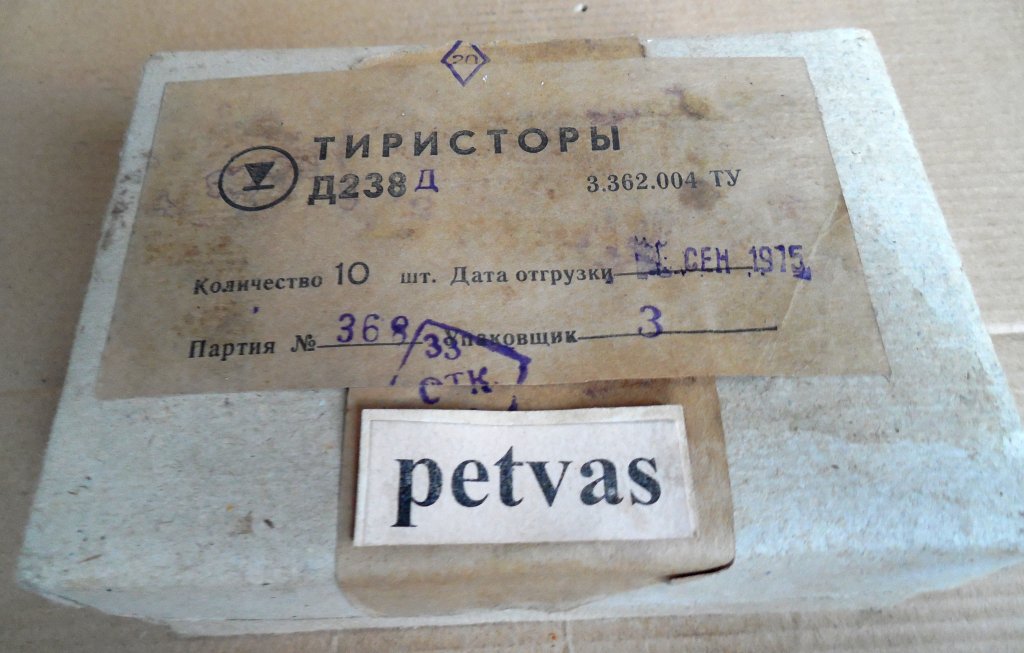 20
ТИРИСТОРЫ
Д238Д
3.362.004 ТУ
Количество 10 шт. Дата отгрузки СЕН 1975
Партия № 368 Упаковщик 3
33
СТК
petvas